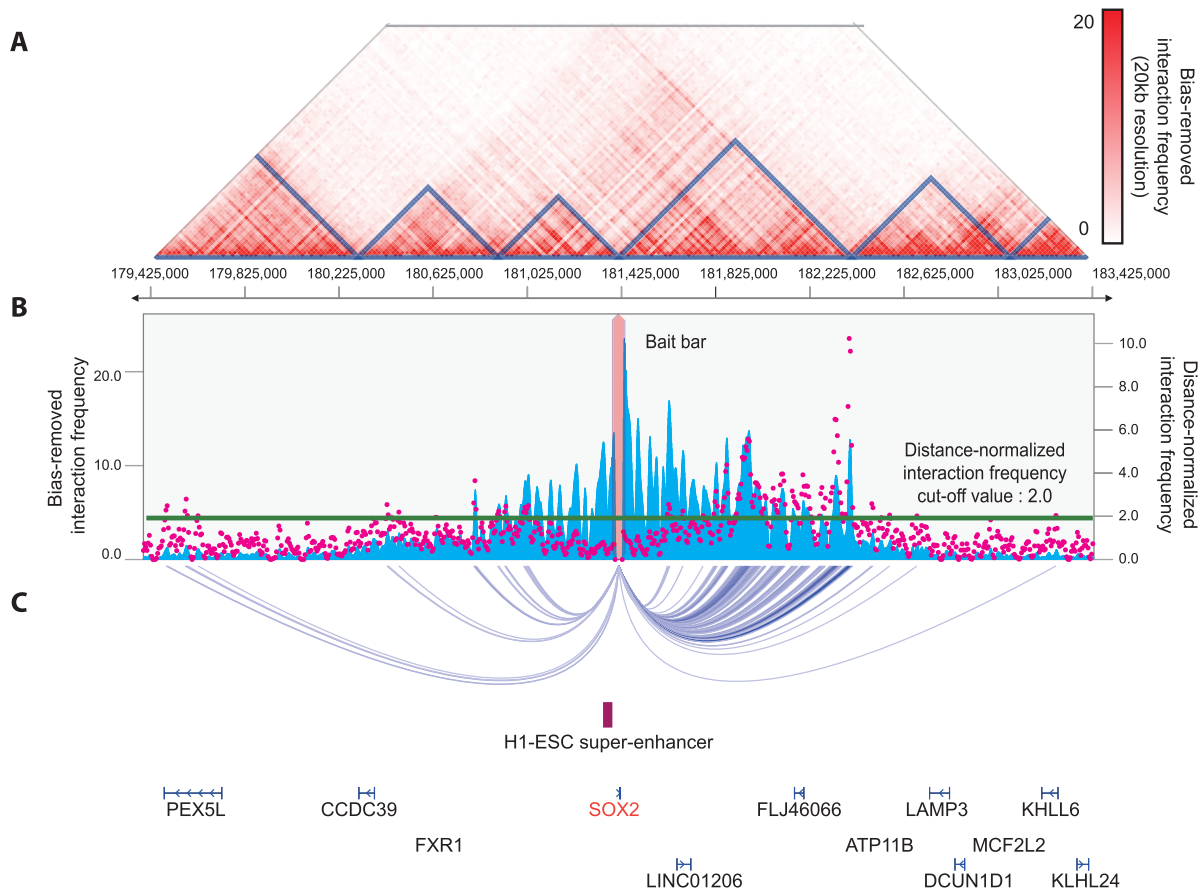 A
20
0
Bias-removed
interaction frequency
(20kb resolution)
179,425,000 179,825,000 180,225,000 180,625,000 181,025,000 181,425,000 181,825,000 182,225,000 182,625,000 183,025,000 183,425,000
B
Bias-removed
interaction frequency
20.0
10.0
0.0
Bait bar
Distance-normalized
interaction frequency
cut-off value : 2.0
10.0
8.0
6.0
4.0
2.0
0.0
Disance-normalized
interaction frequency
C
H1-ESC super-enhancer
PEX5L CCDC39 SOX2 FLJ46066 LAMP3 KHLL6
FXR1 ATP11B MCF2L2
LINC01206 DCUN1D1 KLHL24